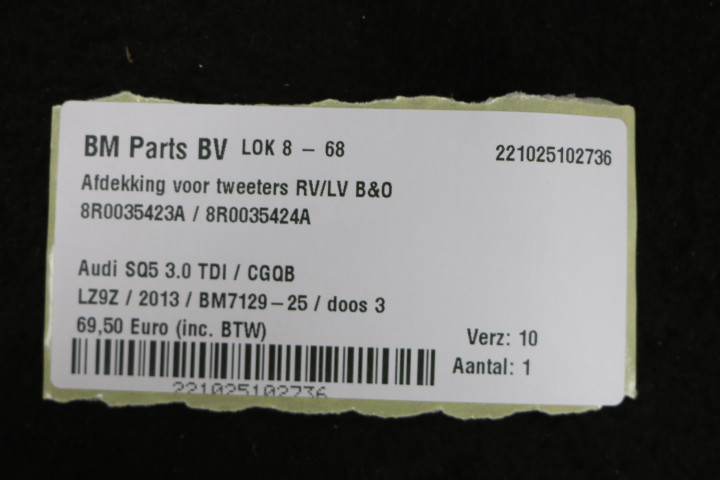 BM Parts BV LOK 8 - 68
221025102736
Afdekking voor tweeters RV/LV B&O
8R0035423A / 8R0035424A
Audi SQ5 3.0 TDI / CGQB
LZ9Z / 2013 / BM7129-25 / doos 3
69,50 Euro (inc. BTW)
Verz: 10
Aantal: 1
221025102736